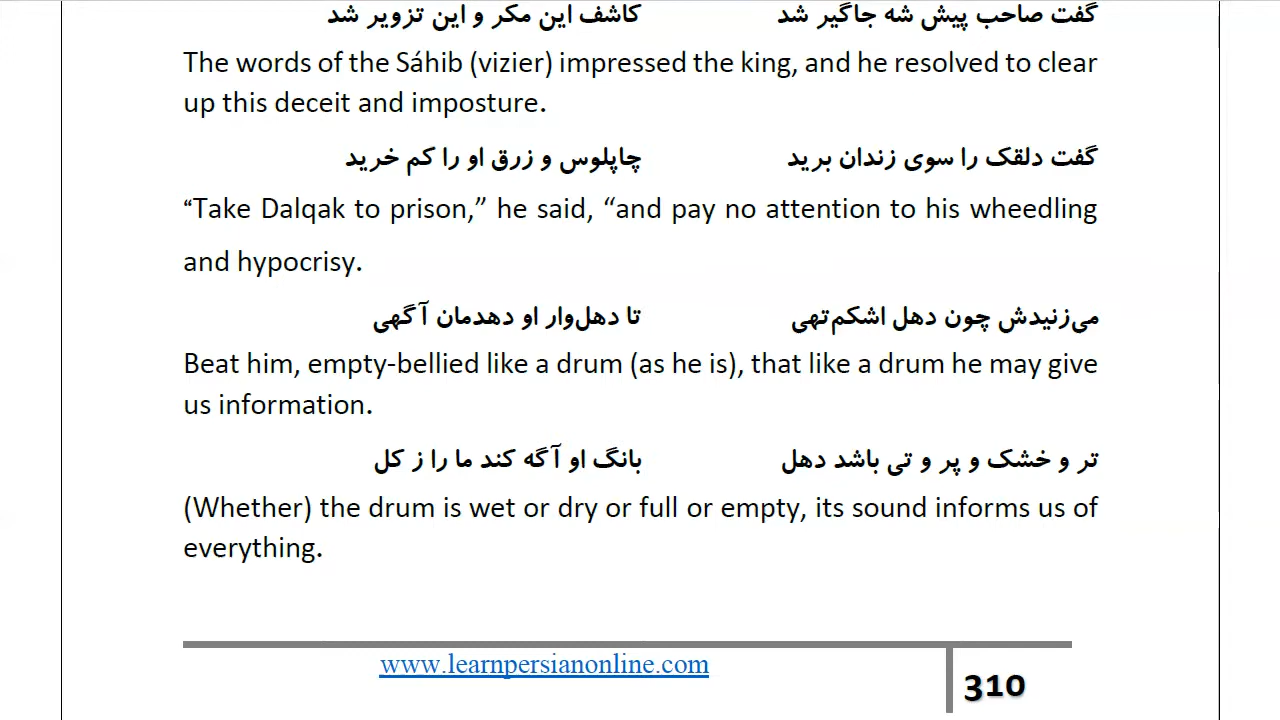 گفت صاحب پیش شه جاگیر شد کاشف این مکر و این تزویر شد
The words of the Sáhib (vizier) impressed the king, and he resolved to clear
up this deceit and imposture.
گفت دلقک را سوی زندان برید چاپلوس و زرق او را کم خرید
“Take Dalqak to prison,” he said, “and pay no attention to his wheedling
and hypocrisy.
می‌زنیدش چون دهل اشکم‌تهی تا دهل‌وار او دهدمان آگهی
Beat him, empty-bellied like a drum (as he is), that like a drum he may give
us information.
تر و خشک و پر و تی باشد دهل بانگ او آگه کند ما را ز کل
(Whether) the drum is wet or dry or full or empty, its sound informs us of
everything.
www.learnpersianonline.com
310